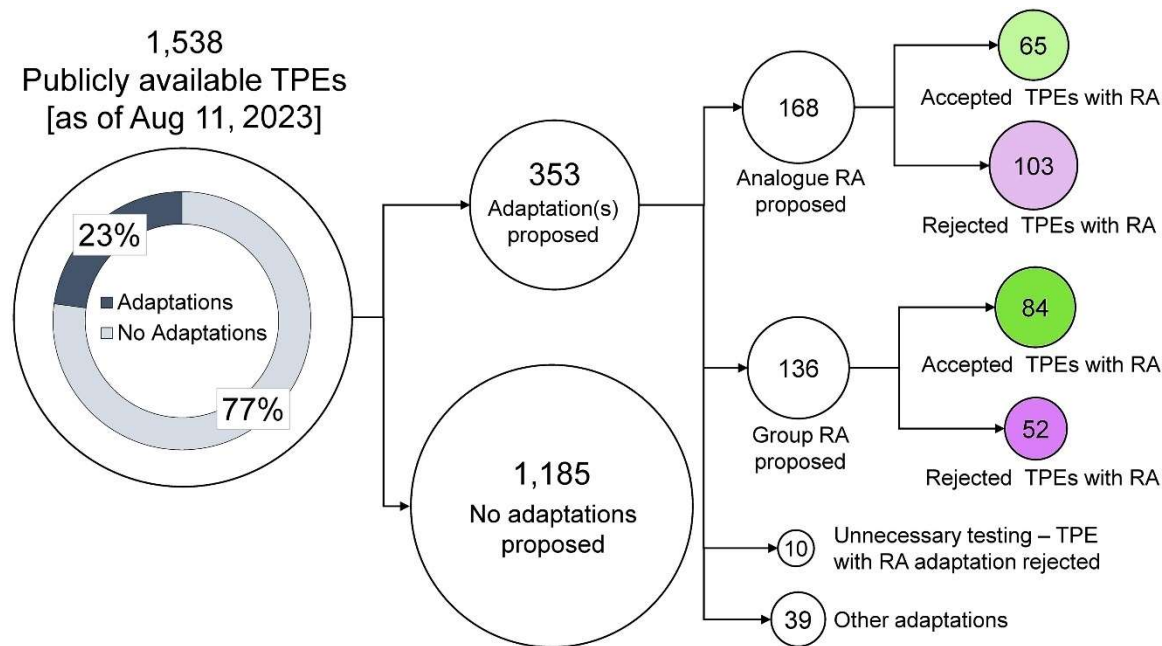 1,538
Publicly available TPEs
[as of Aug 11, 2023]
23%
Adaptations
No Adaptations
77%
353
Adaptation(s)
proposed
1,185
No adaptations
proposed
168
Analogue RA
proposed
65
Accepted TPEs with RA
103
Rejected TPEs with RA
136
Group RA
proposed
84
Accepted TPEs with RA
52
Rejected TPEs with RA
10
Unnecessary testing – TPE
with RA adaptation rejected
39
Other adaptations